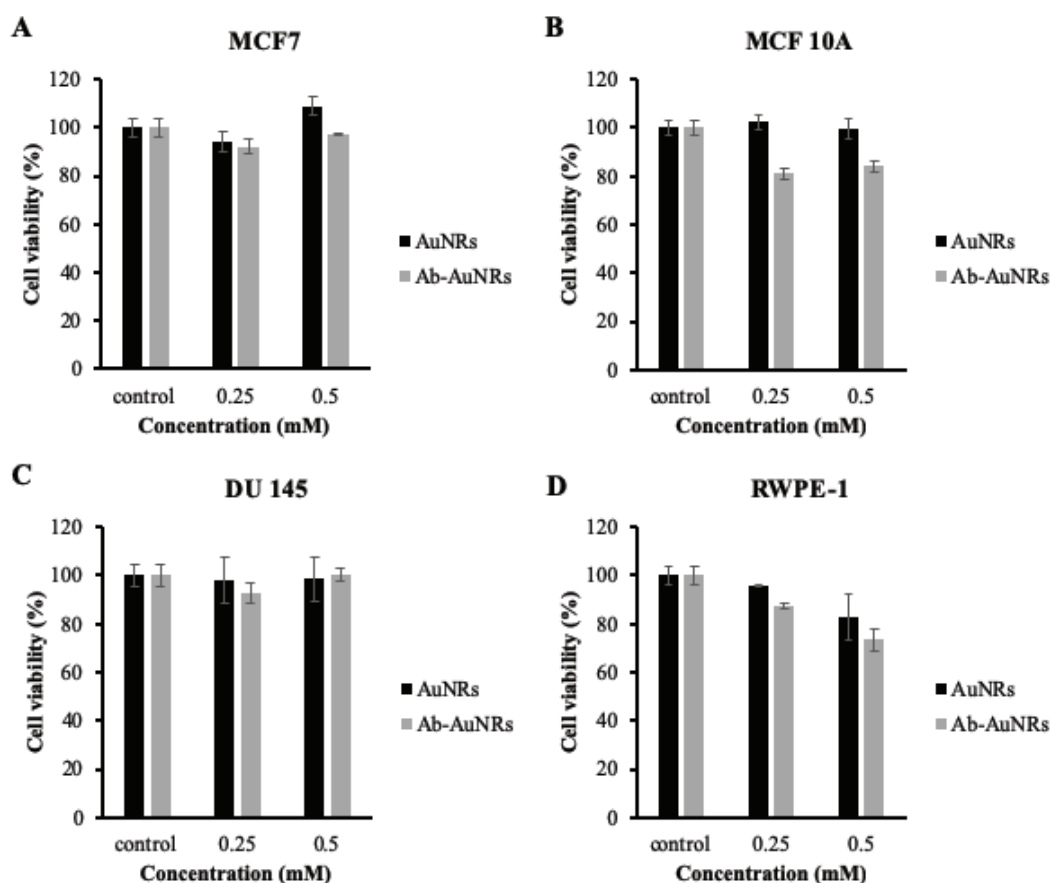 A
MCF7
120
100
80
60
40
20
0
Cell viability (%)
control 0.25 0.5
Concentration (mM)
AuNRs
Ab-AuNRs
B
MCF 10A
120
100
80
60
40
20
0
Cell viability (%)
control 0.25 0.5
Concentration (mM)
AuNRs
Ab-AuNRs
C
DU 145
120
100
80
60
40
20
0
Cell viability (%)
control 0.25 0.5
Concentration (mM)
AuNRs
Ab-AuNRs
D
RWPE-1
120
100
80
60
40
20
0
Cell viability (%)
control 0.25 0.5
Concentration (mM)
AuNRs
Ab-AuNRs